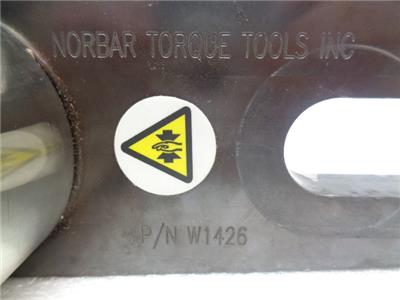 NORBAR TORQUE TOOLS INC
P/N W1426